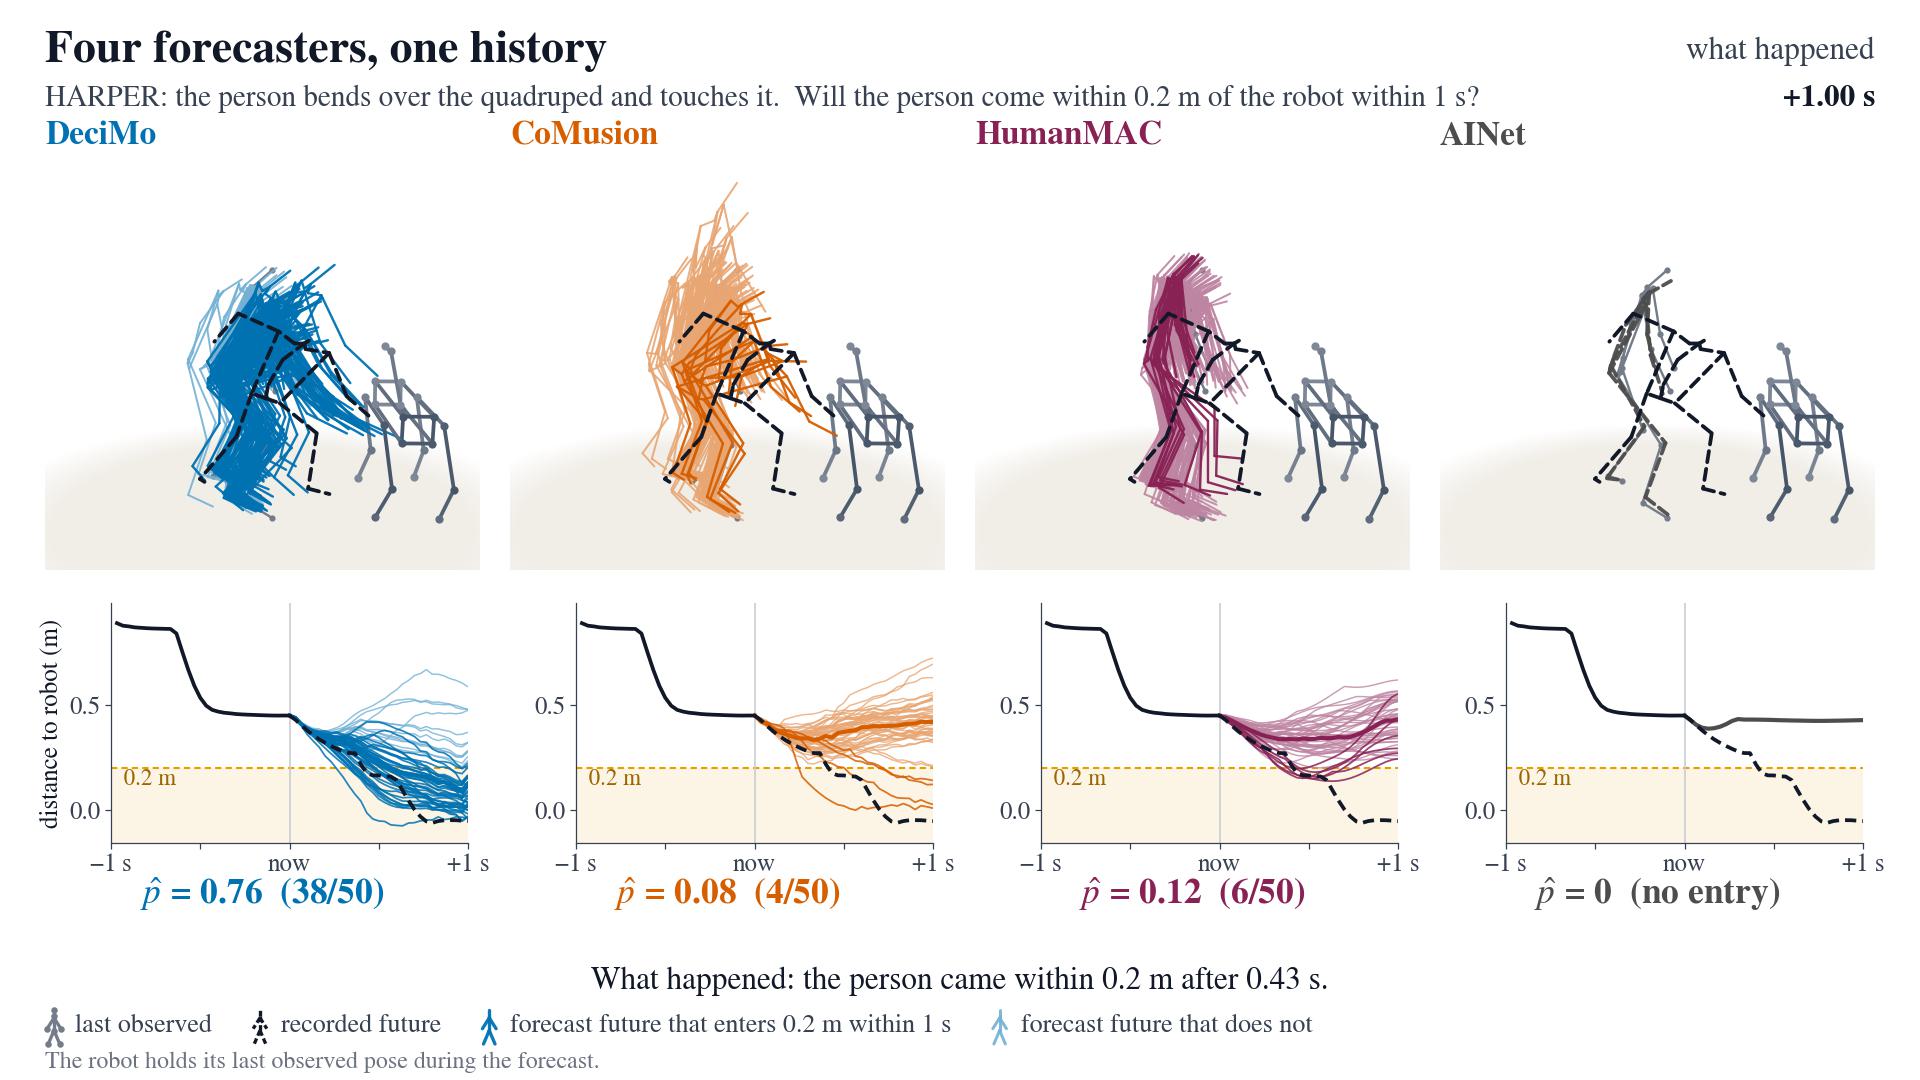 Four forecasters, one history
what happened
HARPER: the person bends over the quadruped and touches it. Will the person come within 0.2 m of the robot within 1 s?
+1.00 s
DeciMo
CoMusion
HumanMAC
AINet
distance to robot (m)
0.5
0.0
0.2 m
−1 s
now
+1 s
0.5
0.0
0.2 m
−1 s
now
+1 s
0.5
0.0
0.2 m
−1 s
now
+1 s
0.5
0.0
0.2 m
−1 s
now
+1 s
p̂ = 0.76 (38/50)
p̂ = 0.08 (4/50)
p̂ = 0.12 (6/50)
p̂ = 0 (no entry)
What happened: the person came within 0.2 m after 0.43 s.
last observed
recorded future
forecast future that enters 0.2 m within 1 s
forecast future that does not
The robot holds its last observed pose during the forecast.